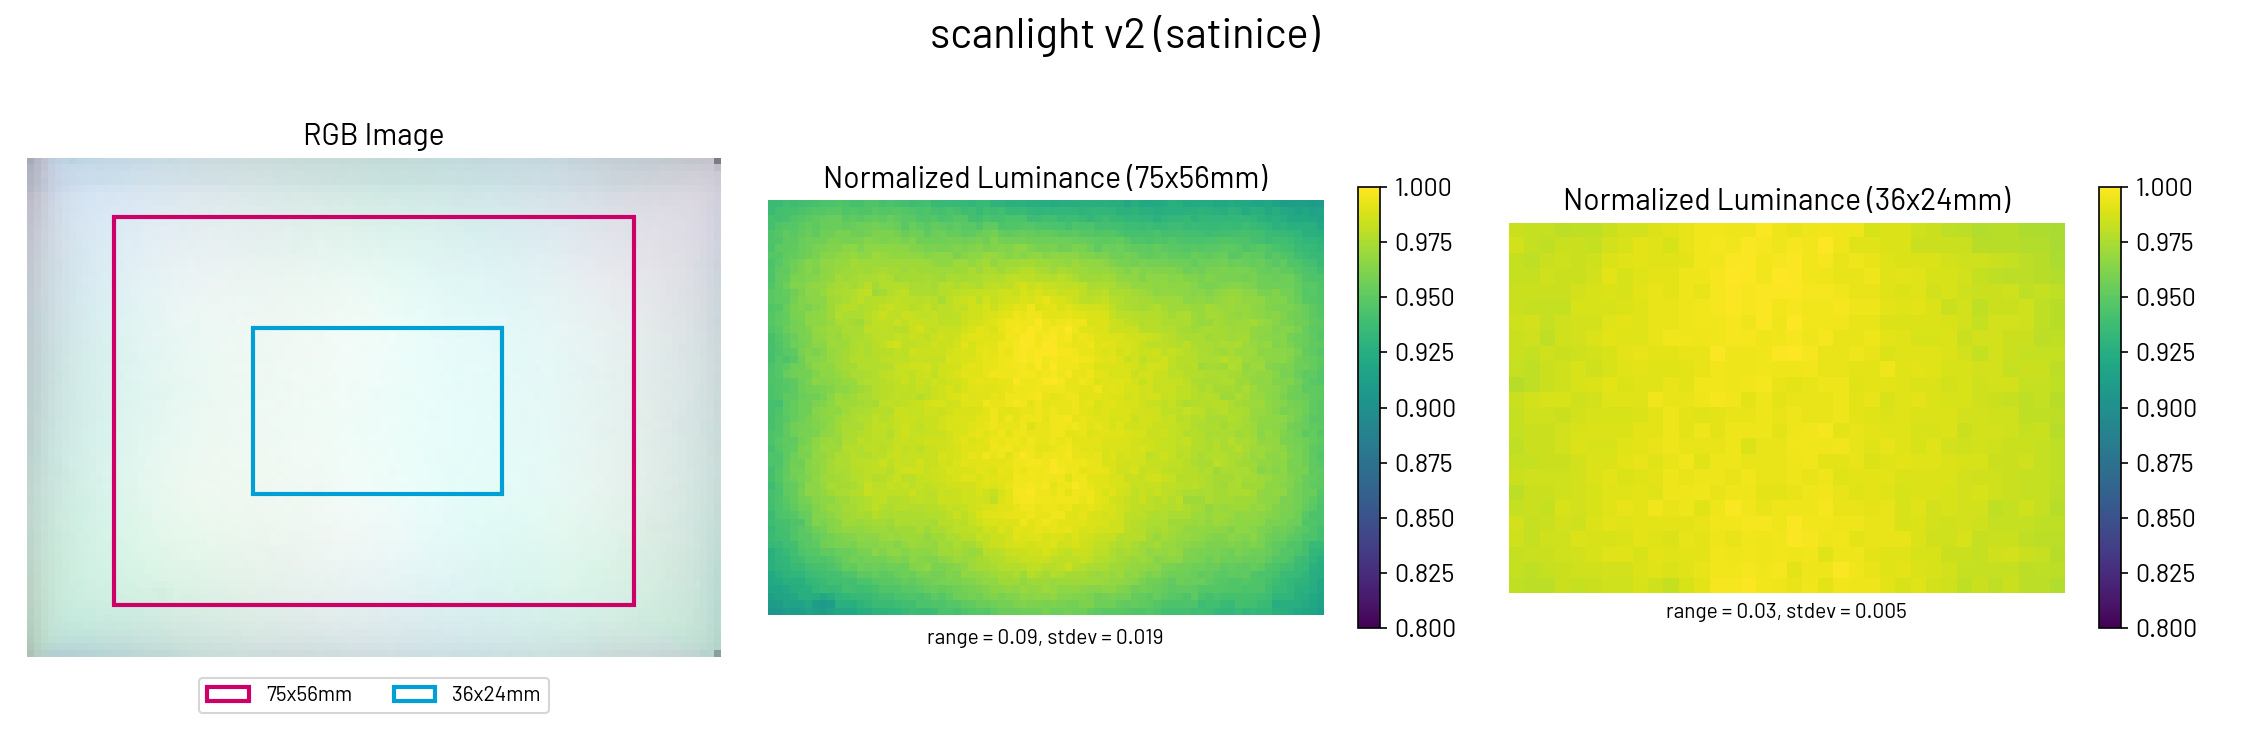 scanlight v2 (satinice)
RGB Image
75x56mm
36x24mm
Normalized Luminance (75x56mm)
1.000
0.975
0.950
0.925
0.900
0.875
0.850
0.825
0.800
range = 0.09, stdev = 0.019
Normalized Luminance (36x24mm)
1.000
0.975
0.950
0.925
0.900
0.875
0.850
0.825
0.800
range = 0.03, stdev = 0.005